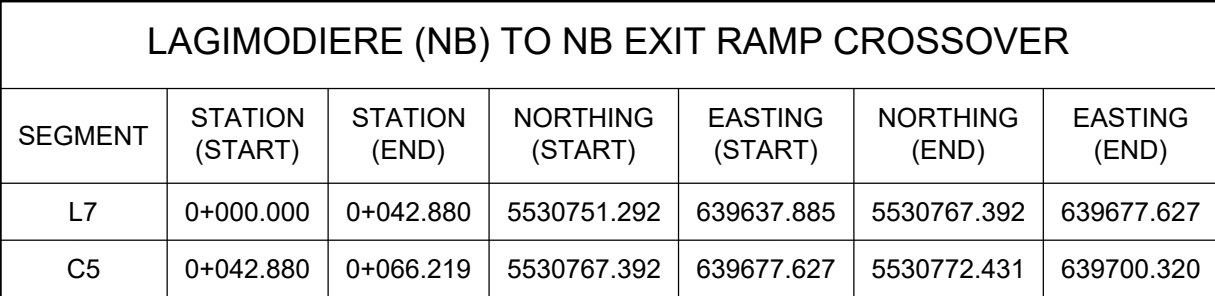 LAGIMODIERE (NB) TO NB EXIT RAMP CROSSOVER
SEGMENT STATION (START) STATION (END) NORTHING (START) EASTING (START) NORTHING (END) EASTING (END)
L7 0+000.000 0+042.880 5530751.292 639637.885 5530767.392 639677.627
C5 0+042.880 0+066.219 5530767.392 639677.627 5530772.431 639700.320